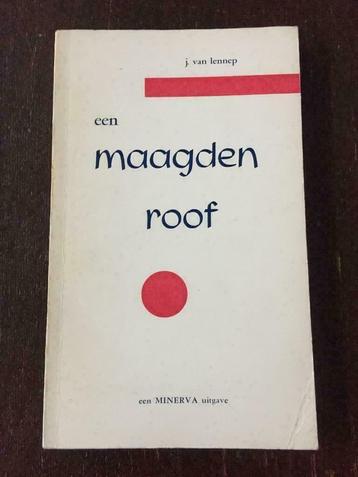 j. van lennep
een
maagden
roof
een MINERVA uitgave